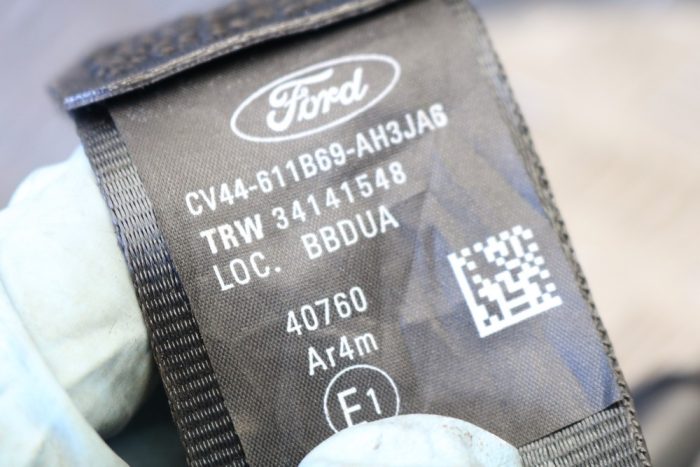 Ford
CV44-611B69-AH3JA6
TRW 34141548
LOC. BBDUA
40760
Ar4m
E1